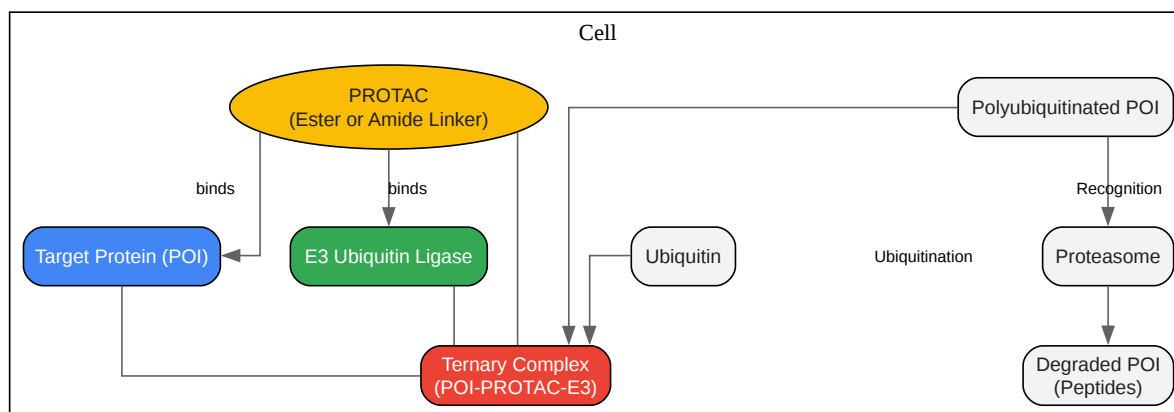 Cell
PROTAC
(Ester or Amide Linker)
Polyubiquitinated POI
binds
binds
Recognition
Target Protein (POI)
E3 Ubiquitin Ligase
Ubiquitin
Ubiquitination
Proteasome
Ternary Complex
(POI-PROTAC-E3)
Degraded POI
(Peptides)